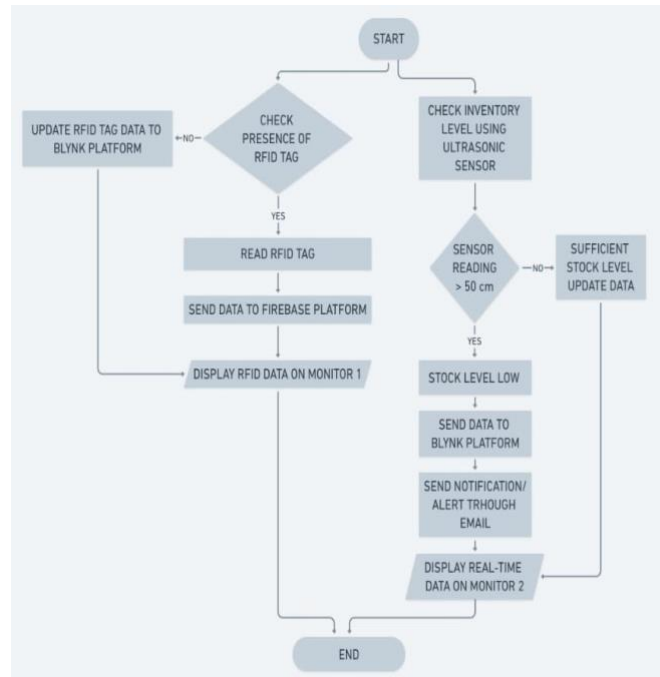 START
CHECK
PRESENCE OF
RFID TAG
UPDATE RFID TAG DATA TO
BLYNK PLATFORM
NO
YES
READ RFID TAG
SEND DATA TO FIREBASE PLATFORM
DISPLAY RFID DATA ON MONITOR 1
CHECK INVENTORY
LEVEL USING
ULTRASONIC
SENSOR
SENSOR
READING
> 50 cm
NO
SUFFICIENT
STOCK LEVEL
UPDATE DATA
YES
STOCK LEVEL LOW
SEND DATA TO
BLYNK PLATFORM
SEND NOTIFICATION/
ALERT TRHOUGH
EMAIL
DISPLAY REAL-TIME
DATA ON MONITOR 2
END